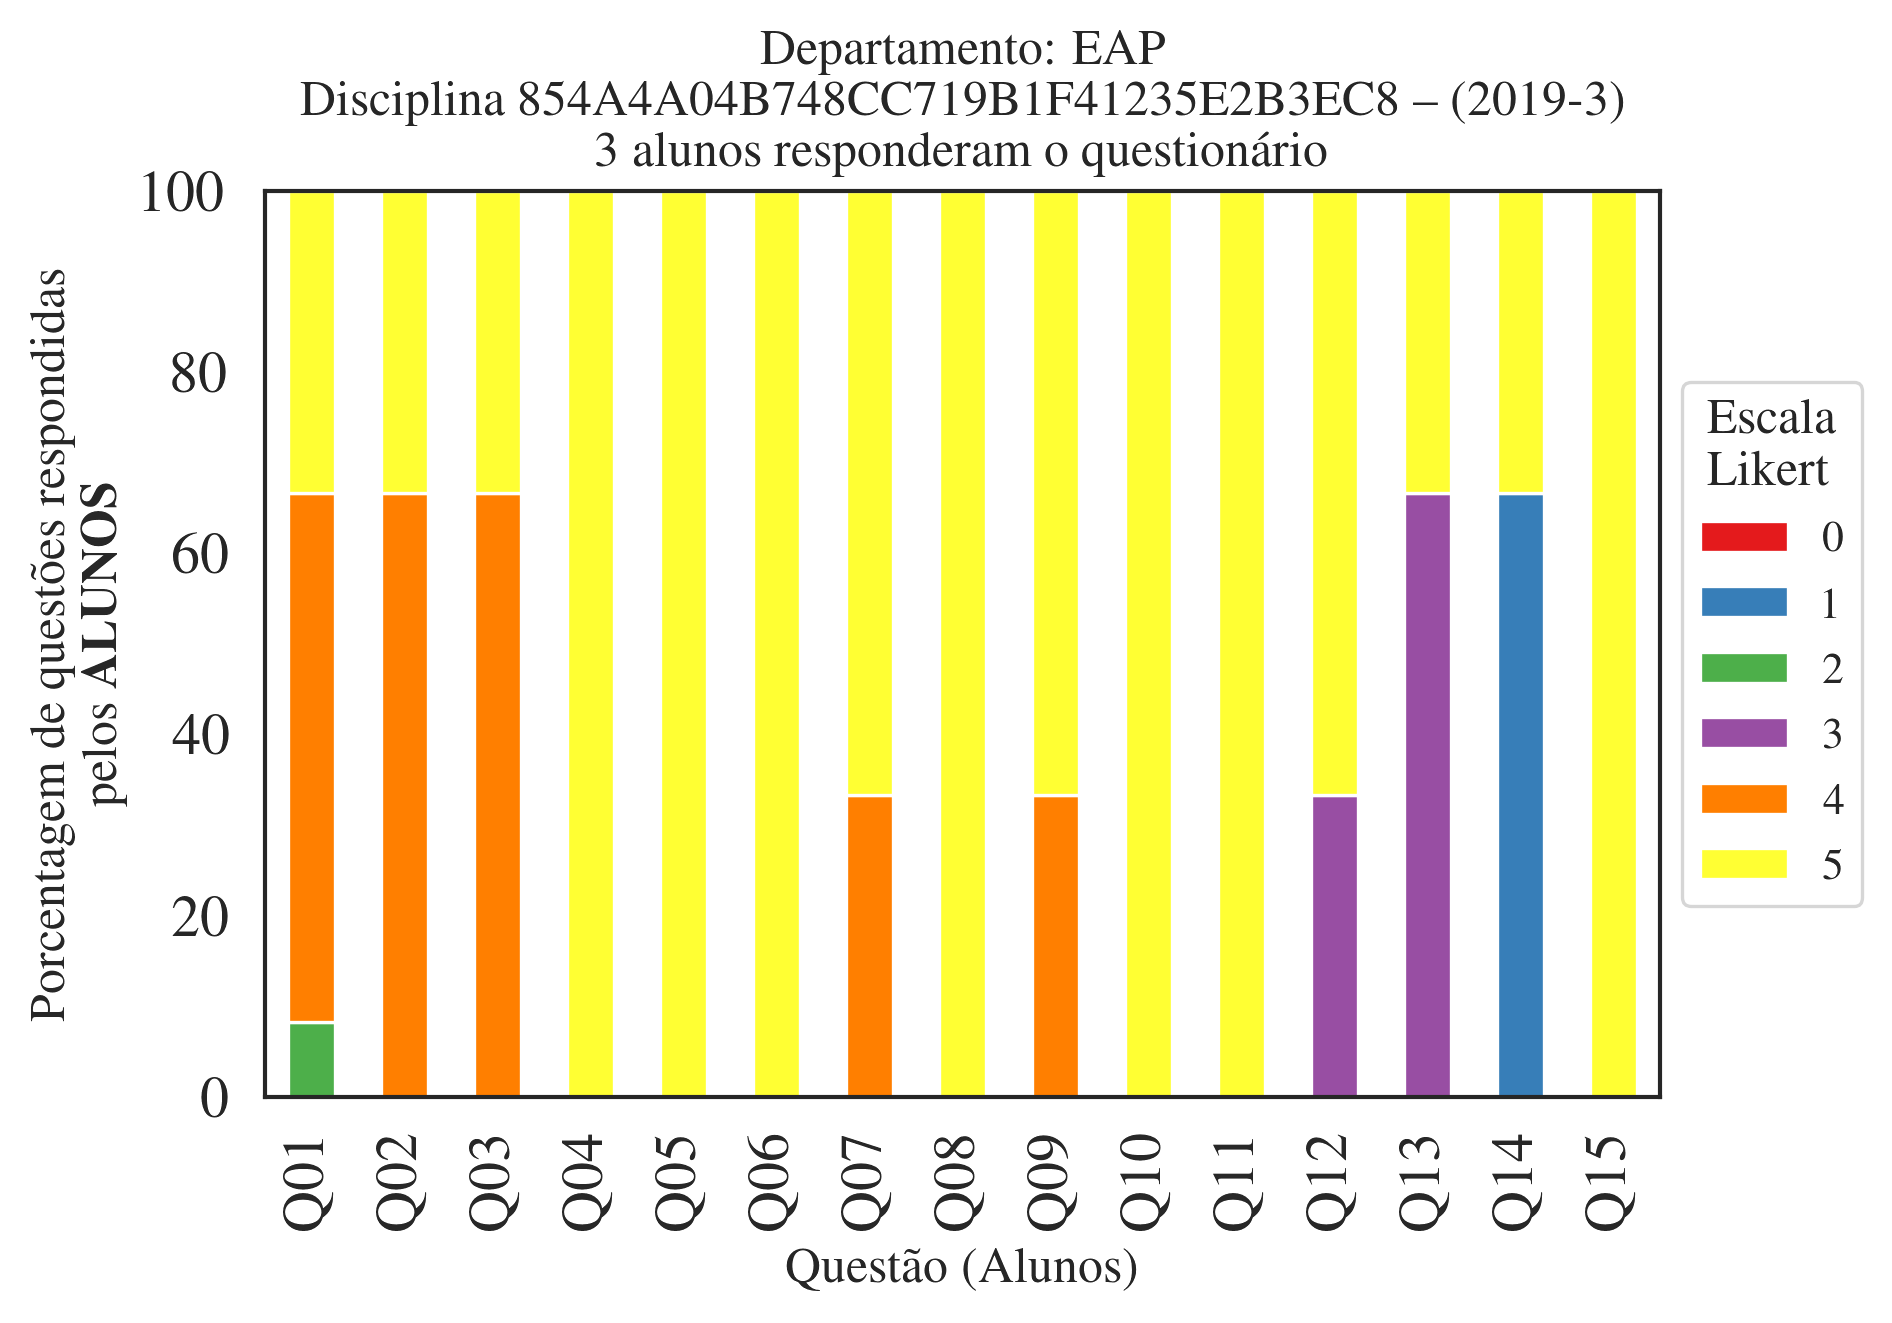 Departamento: EAP
Disciplina 854A4A04B748CC719B1F41235E2B3EC8 – (2019-3)
3 alunos responderam o questionário
Porcentagem de questões respondidas
pelos ALUNOS
100
80
60
40
20
0
Q01
Q02
Q03
Q04
Q05
Q06
Q07
Q08
Q09
Q10
Q11
Q12
Q13
Q14
Q15
Questão (Alunos)
Escala
Likert
0
1
2
3
4
5